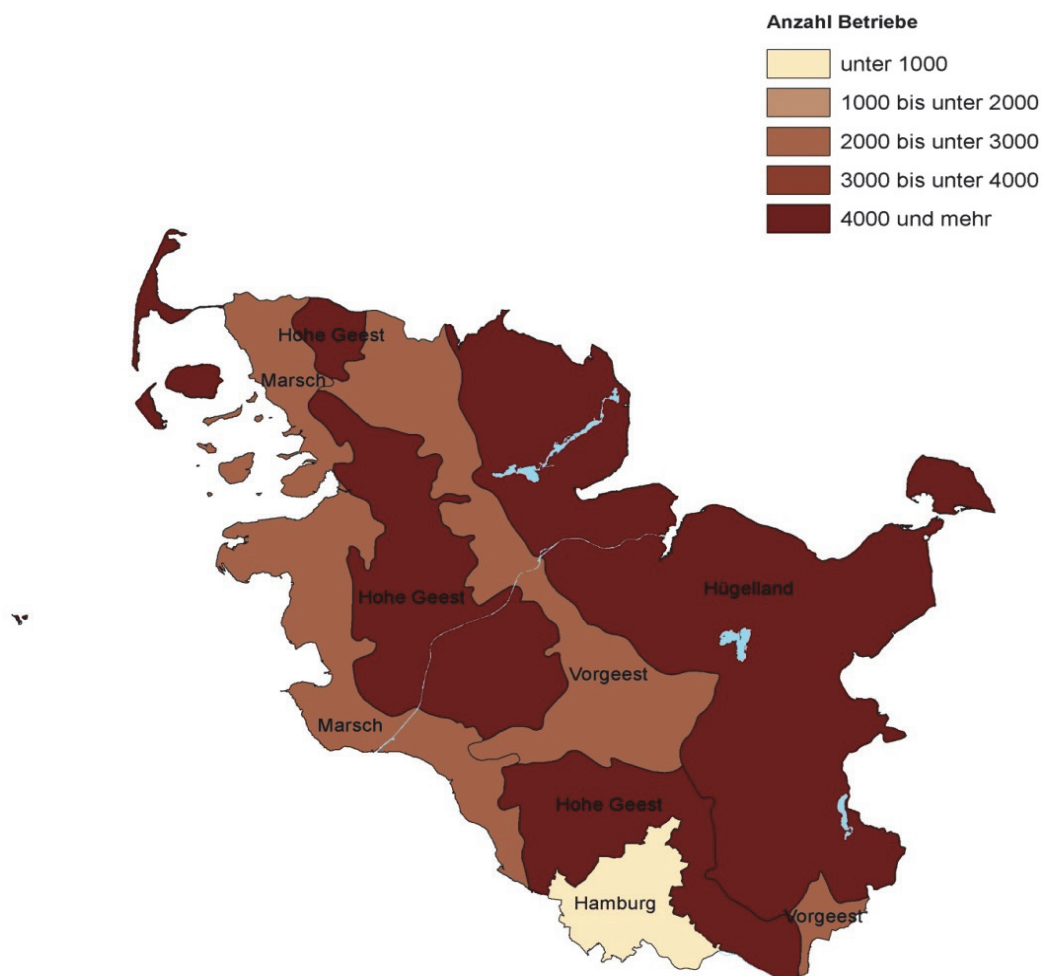 Anzahl Betriebe
unter 1000
1000 bis unter 2000
2000 bis unter 3000
3000 bis unter 4000
4000 und mehr
Hohe Geest
Marsch
Hohe Geest
Hügelland
Vorgeest
Marsch
Hohe Geest
Hamburg
Vorgeest